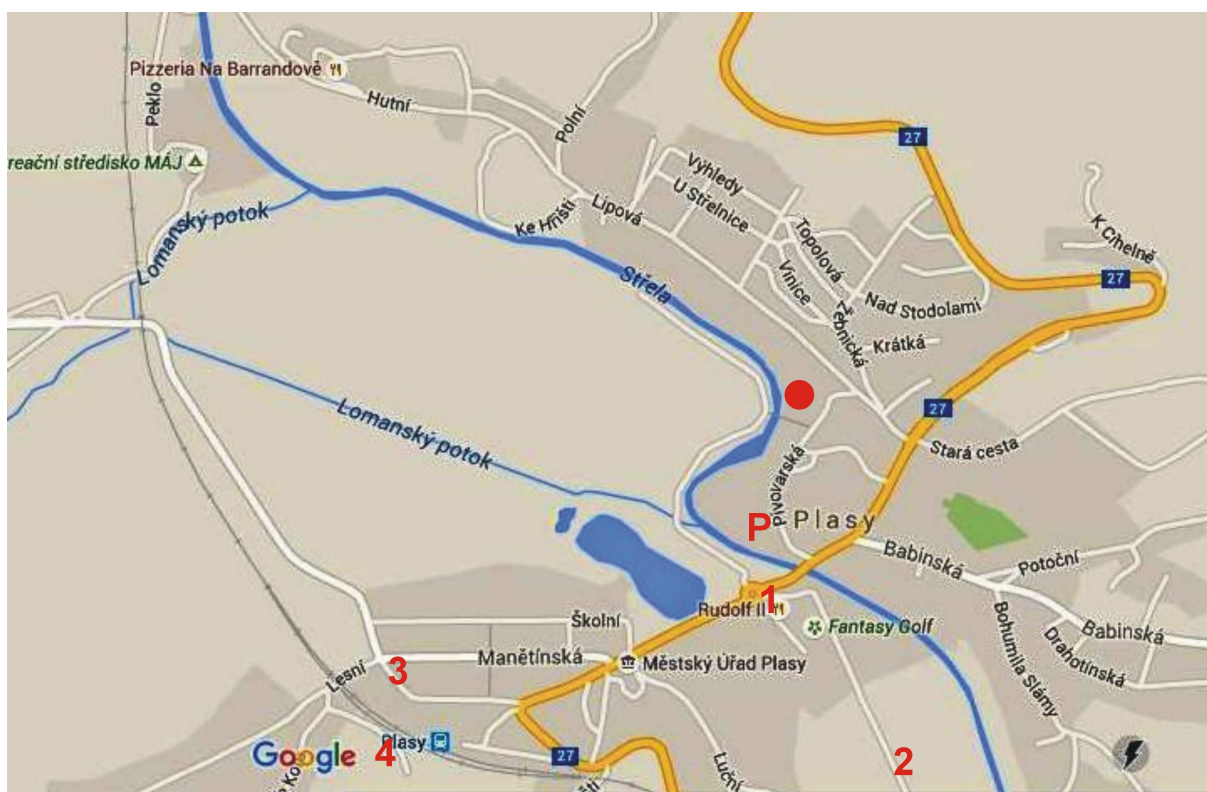 Pizzeria Na Barrandově
Peklo
Hutní
Polní
27
reační středisko MÁJ
Výhledy
U Střelnice
Lomanský potok
Ke Hřišti
Lipová
Topolová
K Cihelně
Střela
Vinice
27
Nad Stodolami
Žebnická
Krátká
27
Lomanský potok
Stará cesta
Pivovarská
P
Plasy
Babinská
Potoční
1
Rudolf II
Školní
Fantasy Golf
Bohumila Slámy
Drahotínská
Babinská
Manětínská
Městský Úřad Plasy
Lesní
3
Plasy
4
Google
27
Luční
2